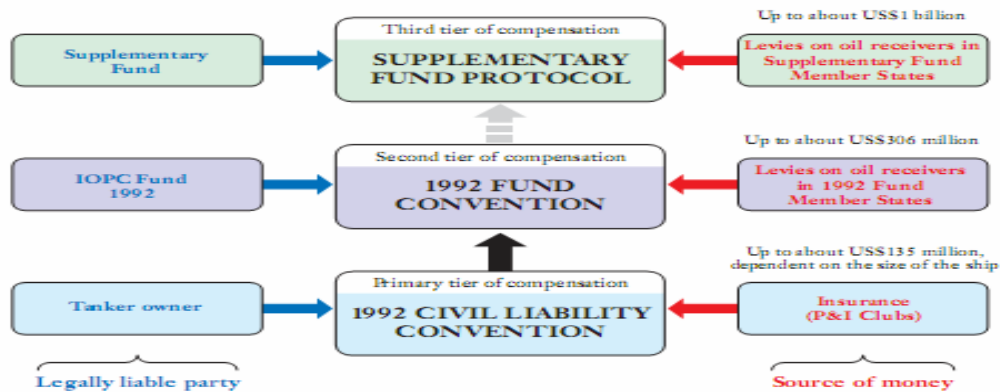 Third tier of compensation
Up to about US$1 billion
Supplementary
Fund
SUPPLEMENTARY
FUND PROTOCOL
Levies on oil receivers in
Supplementary Fund
Member States
Second tier of compensation
Up to about US$306 million
IOPC Fund
1992
1992 FUND
CONVENTION
Levies on oil receivers
in 1992 Fund
Member States
Primary tier of compensation
Up to about US$135 million,
dependent on the size of the ship
Tanker owner
1992 CIVIL LIABILITY
CONVENTION
Insurance
(P&I Clubs)
Legally liable party
Source of money